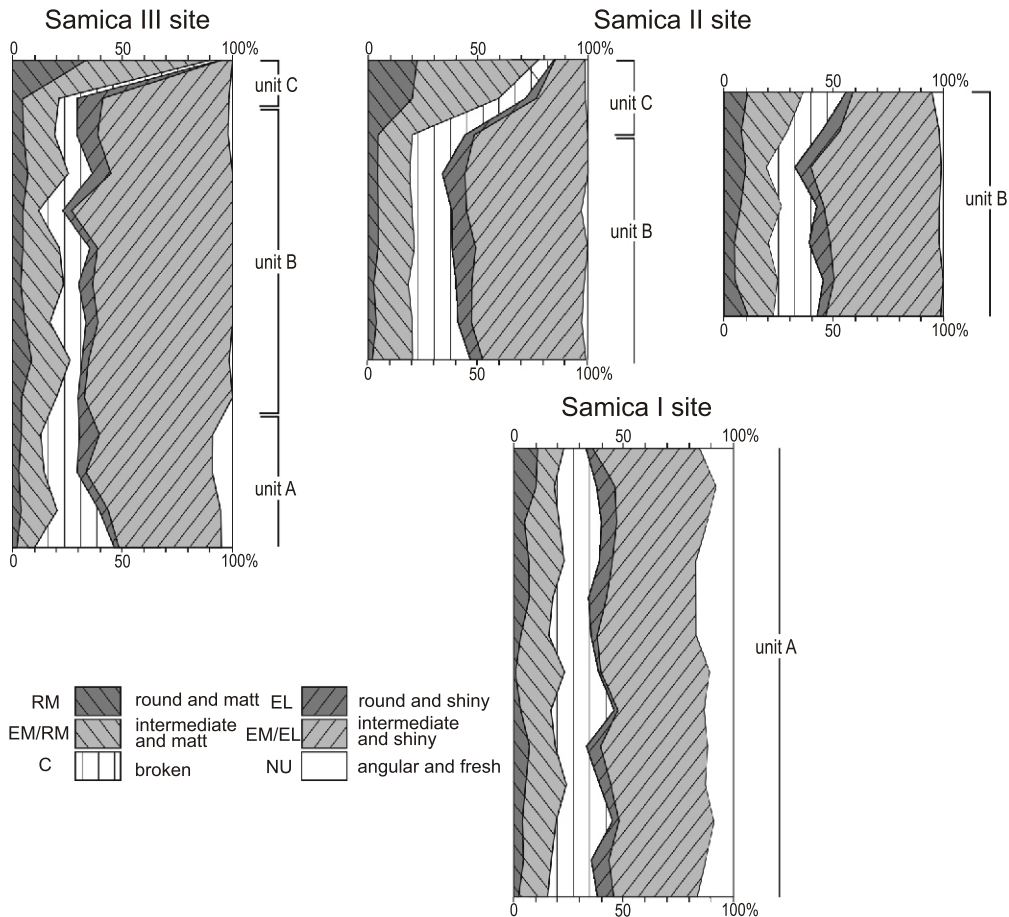 Samica III site
0 50 100%
unit C
unit B
unit A
0 50 100%
Samica II site
0 50 100%
unit C
unit B
0 50 100%
0 50 100%
unit B
0 50 100%
Samica I site
0 50 100%
unit A
0 50 100%
RM round and matt
EM/RM intermediate
and matt
C broken
EL round and shiny
EM/EL intermediate
and shiny
NU angular and fresh